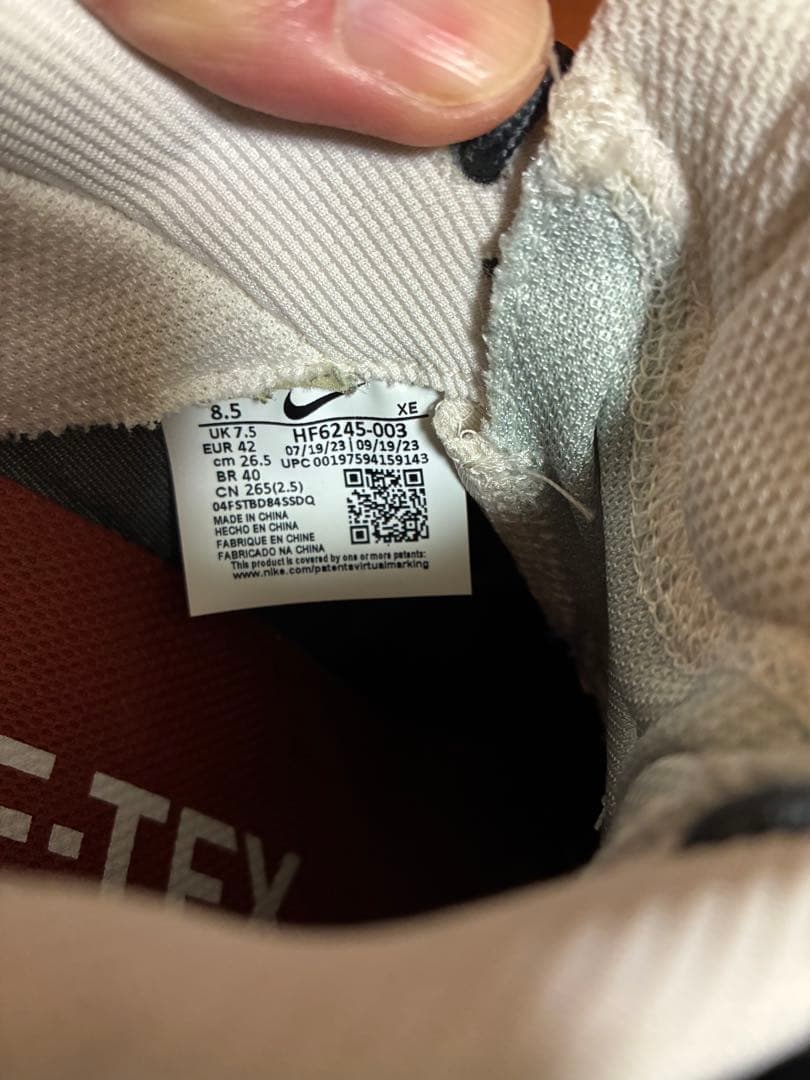 8.5 XE
UK 7.5 HF6245-003
EUR 42 07/19/23 | 09/19/23
cm 26.5 UPC 00197594159143
BR 40
CN 265(2.5)
04FSTBD84SSDQ
MADE IN CHINA
HECHO EN CHINA
FABRIQUE EN CHINE
FABRICADO NA CHINA
This product is covered by one or more patents:
www.nike.com/patentsvirtualmarking
E-TEX